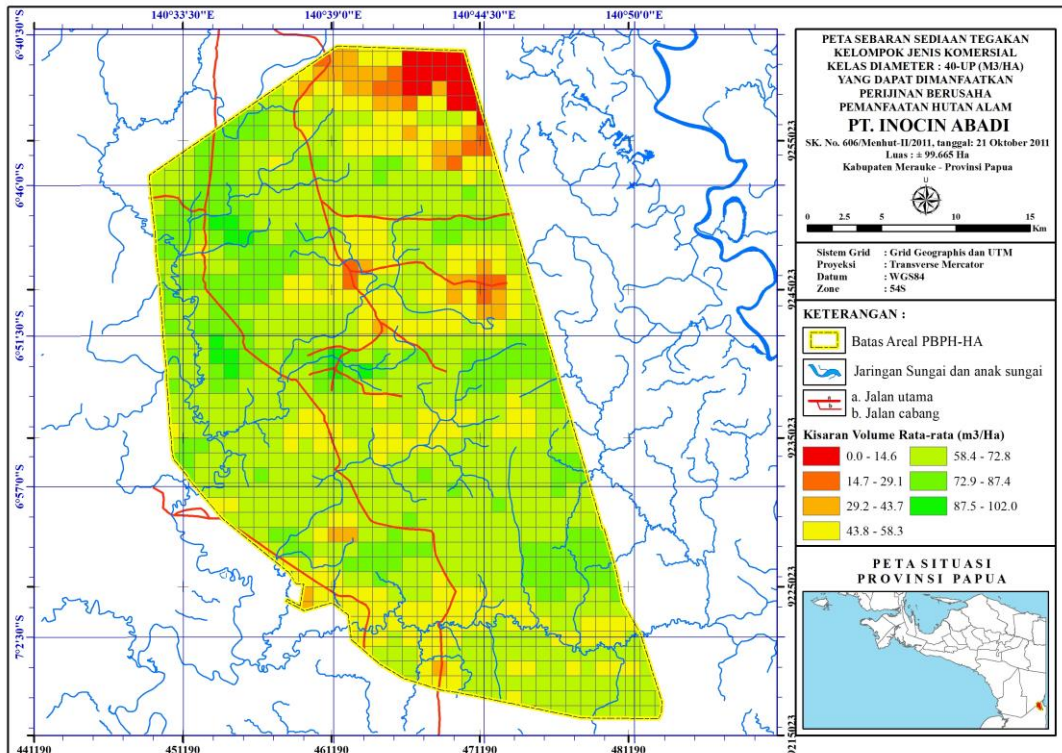 140°33'30"E
140°39'0"E
140°44'30"E
140°50'0"E
6°40'30"S
6°46'0"S
6°51'30"S
6°57'0"S
7°2'30"S
9255023
9245023
9235023
9225023
9215023
441190
451190
461190
471190
481190
PETA SEBARAN SEDIAAN TEGAKAN
KELOMPOK JENIS KOMERSIAL
KELAS DIAMETER : 40-UP (M3/HA)
YANG DAPAT DIMANFAATKAN
PERIJINAN BERUSAHA
PEMANFAATAN HUTAN ALAM
PT. INOCIN ABADI
SK. No. 606/Menhut-II/2011, tanggal: 21 Oktober 2011
Luas : ± 99.665 Ha
Kabupaten Merauke - Provinsi Papua
U
0 2.5 5 10 15
Km
Sistem Grid : Grid Geographis dan UTM
Proyeksi : Transverse Mercator
Datum : WGS84
Zone : 54S
KETERANGAN :
Batas Areal PBPH-HA
Jaringan Sungai dan anak sungai
a. Jalan utama
b. Jalan cabang
Kisaran Volume Rata-rata (m3/Ha)
0.0 - 14.6
14.7 - 29.1
29.2 - 43.7
43.8 - 58.3
58.4 - 72.8
72.9 - 87.4
87.5 - 102.0
PETA SITUASI
PROVINSI PAPUA